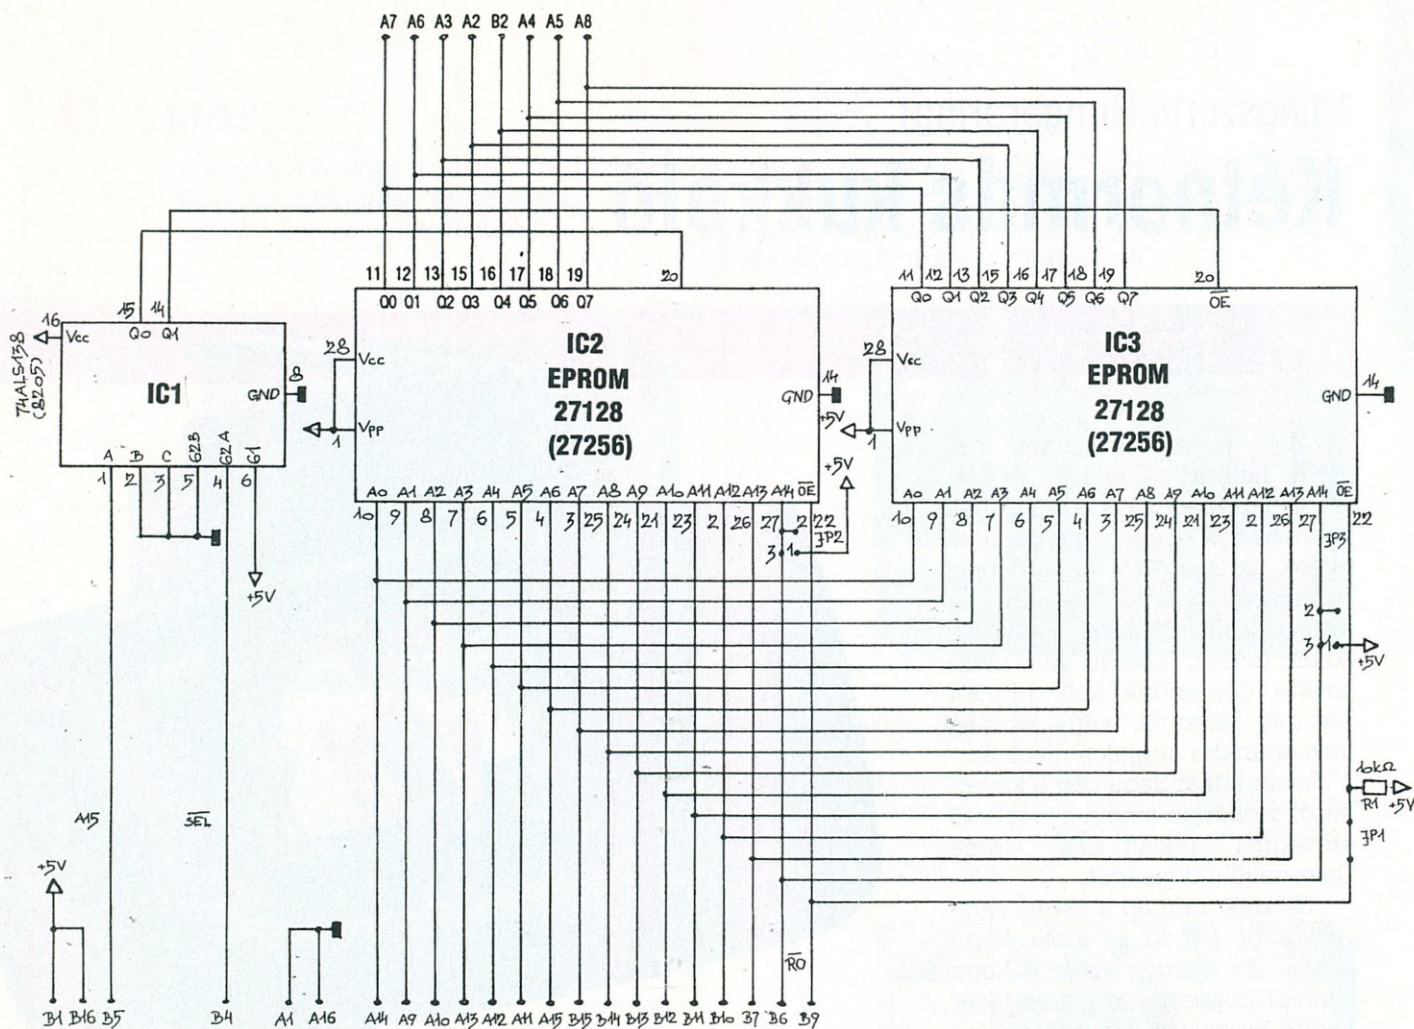 A7 A6 A3 A2 B2 A4 A5 A8
11 12 13 15 16 17 18 19 20
O0 O1 O2 O3 O4 O5 O6 O7
11 12 13 15 16 17 18 19 20
Q0 Q1 Q2 Q3 Q4 Q5 Q6 Q7 OE
15 14
Q0 Q1
16 Vcc
74ALS138
(8205)
IC1
8
GND
A B C G2B G2A G1
1 2 3 5 4 6
+5V
28 Vcc
1 Vpp
IC2
EPROM
27128
(27256)
14
GND
+5V
A0 A1 A2 A3 A4 A5 A6 A7 A8 A9 A10 A11 A12 A13 A14 OE
10 9 8 7 6 5 4 3 25 24 21 23 2 26 27 22
2
JP2
3 1
+5V
28 Vcc
1 Vpp
IC3
EPROM
27128
(27256)
14
GND
A0 A1 A2 A3 A4 A5 A6 A7 A8 A9 A10 A11 A12 A13 A14 OE
10 9 8 7 6 5 4 3 25 24 21 23 2 26 27 22
JP3
2
3 1
+5V
10kΩ
R1 +5V
JP1
A15
SEL
+5V
RO
B1 B16 B5 B4 A1 A16 A14 A9 A10 A13 A12 A11 A15 B15 B14 B13 B12 B11 B10 B7 B6 B9